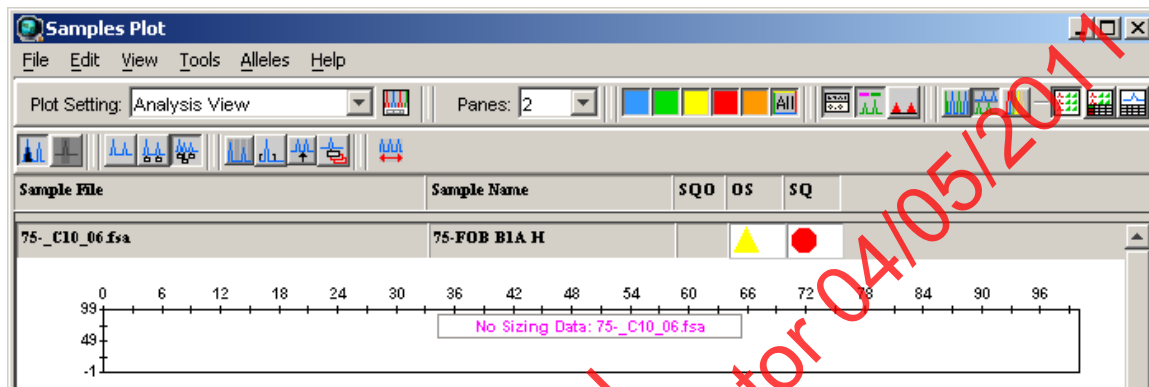 Samples Plot
File Edit View Tools Alleles Help
Plot Setting: Analysis View Panes: 2 All
Sample File Sample Name SQO OS SQ
75-_C10_06.fsa 75-FOB B1A H
0 6 12 18 24 30 36 42 48 54 60 66 72 78 84 90 96
99
No Sizing Data: 75-_C10_06.fsa
49
-1
tor 04/05/2011